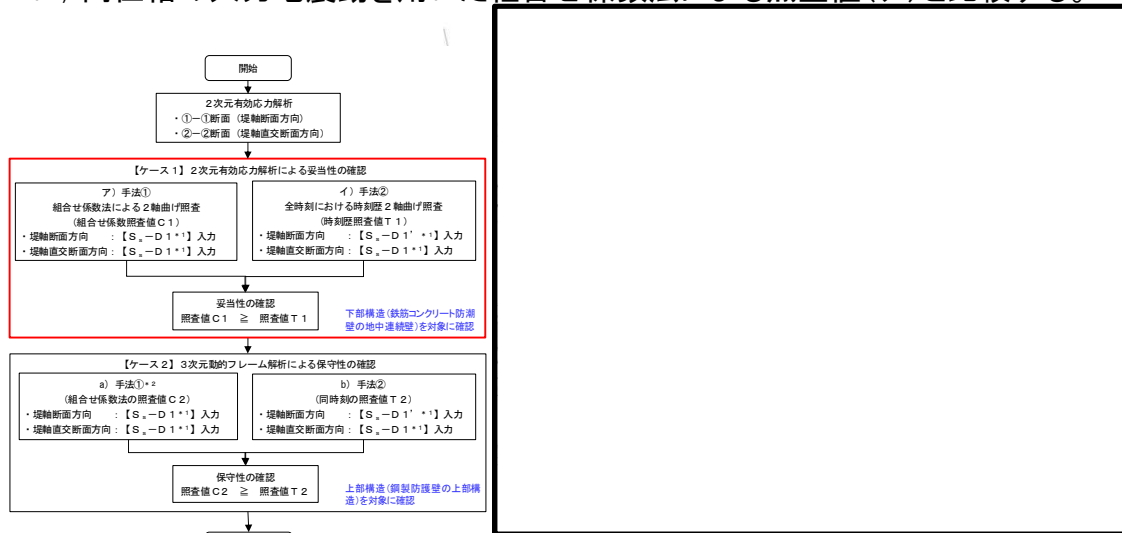 開始
2次元有効応力解析
・①-①断面(堤軸断面方向)
・②-②断面(堤軸直交断面方向)
【ケース1】2次元有効応力解析による妥当性の確認
ア)手法①
組合せ係数法による2軸曲げ照査
(組合せ係数照査値C1)
・堤軸断面方向 :【Ss-D1*1】入力
・堤軸直交断面方向:【Ss-D1*1】入力
イ)手法②
全時刻における時刻歴2軸曲げ照査
(時刻歴照査値T1)
・堤軸断面方向 :【Ss-D1'*1】入力
・堤軸直交断面方向:【Ss-D1*1】入力
妥当性の確認
照査値C1 ≧ 照査値T1
下部構造(鉄筋コンクリート防潮
壁の地中連続壁)を対象に確認
【ケース2】3次元動的フレーム解析による保守性の確認
a)手法①*2
(組合せ係数法の照査値C2)
・堤軸断面方向 :【Ss-D1*1】入力
・堤軸直交断面方向:【Ss-D1*1】入力
b)手法②
(同時刻の照査値T2)
・堤軸断面方向 :【Ss-D1'*1】入力
・堤軸直交断面方向:【Ss-D1*1】入力
保守性の確認
照査値C2 ≧ 照査値T2
上部構造(鋼製防護壁の上部構
造)を対象に確認